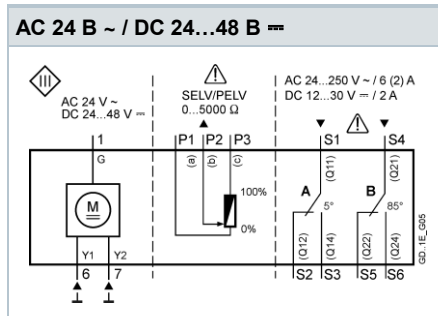 AC 24 В ~ / DC 24…48 В ⎓
III
AC 24 V ~
DC 24...48 V ⎓
SELV/PELV
0...5000 Ω
AC 24...250 V ~ / 6 (2) A
DC 12...30 V ⎓ / 2 A
1 P1 P2 P3 S1 S4
G (a) (b) (c) (Q11) (Q21)
100%
0%
M
A 5° B 85°
(Q12) (Q14) (Q22) (Q24)
Y1 Y2
6 7 S2 S3 S5 S6
GD..1E_G05